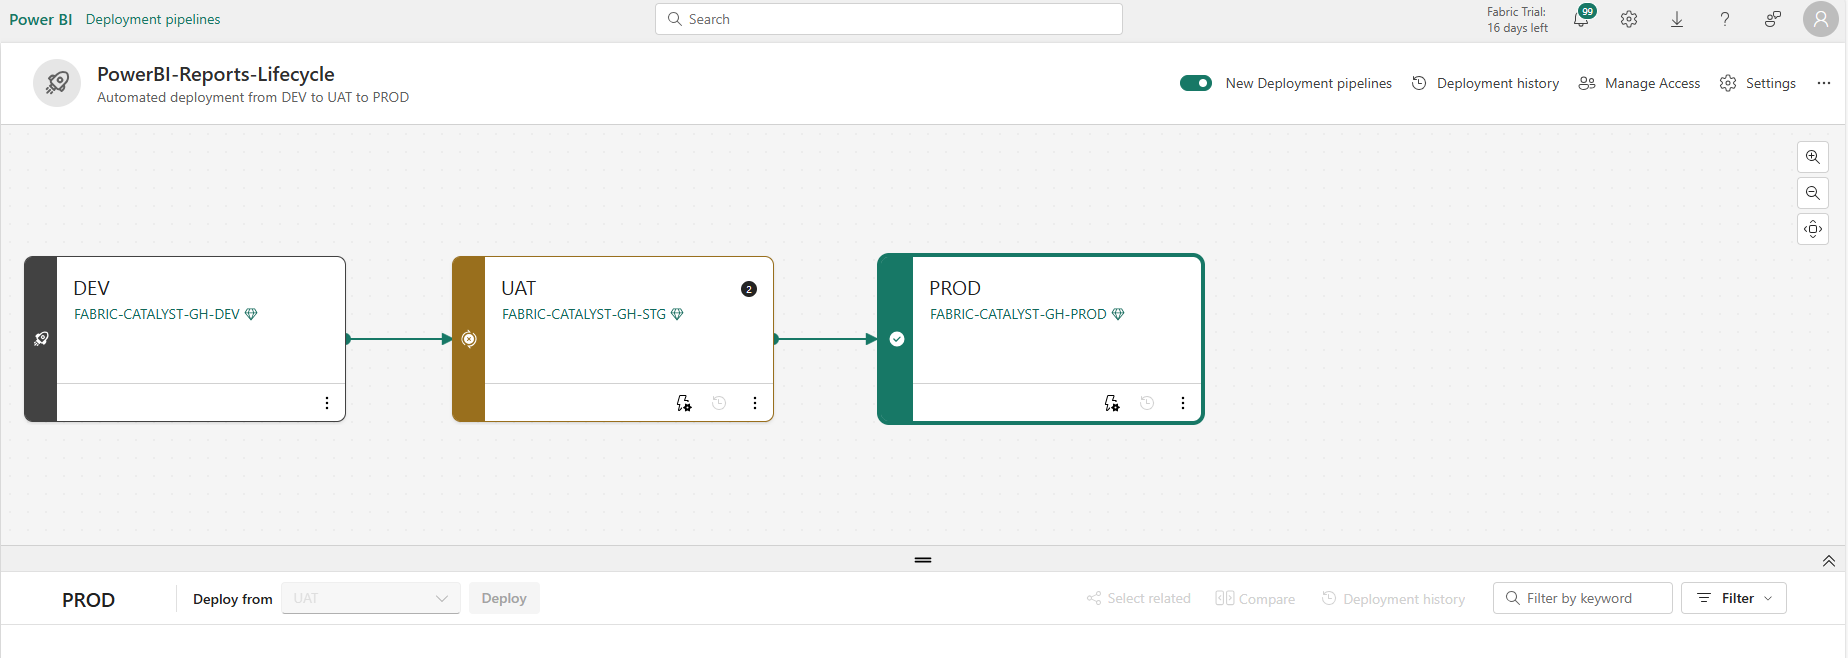 Power BI Deployment pipelines
Search
Fabric Trial:
16 days left
99
PowerBI-Reports-Lifecycle
Automated deployment from DEV to UAT to PROD
New Deployment pipelines
Deployment history
Manage Access
Settings
DEV
FABRIC-CATALYST-GH-DEV
UAT
2
FABRIC-CATALYST-GH-STG
PROD
FABRIC-CATALYST-GH-PROD
PROD
Deploy from
UAT
Deploy
Select related
Compare
Deployment history
Filter by keyword
Filter